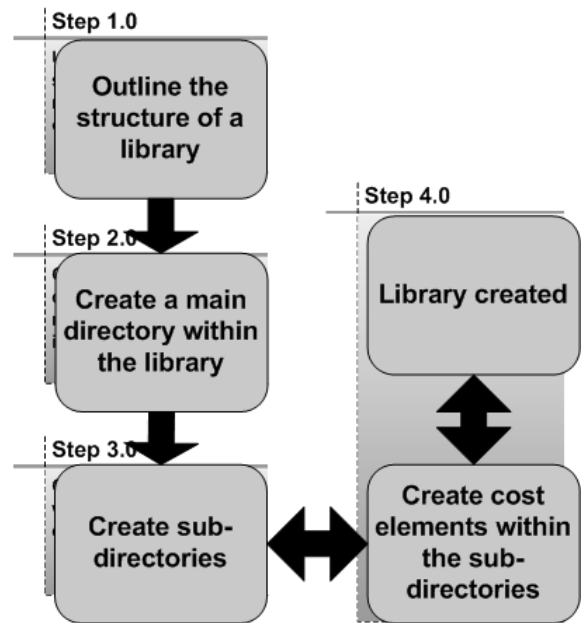 Step 1.0
Outline the
structure of a
library
Step 2.0
Create a main
directory within
the library
Step 3.0
Create sub-
directories
Step 4.0
Library created
Create cost
elements within
the sub-
directories